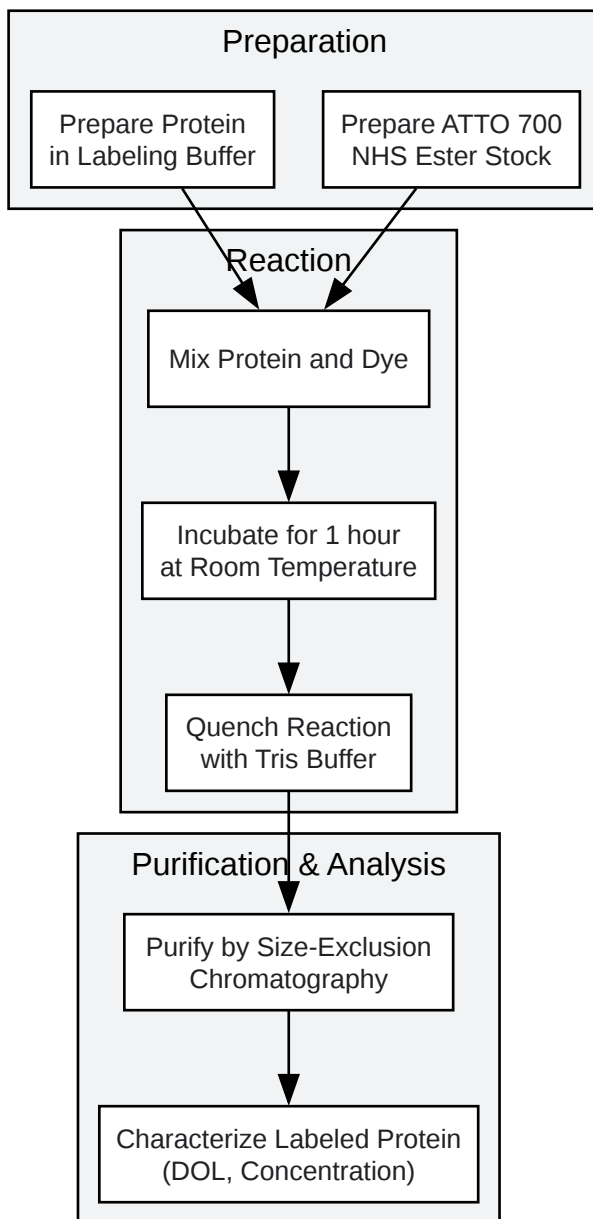 Preparation
Prepare Protein
in Labeling Buffer
Prepare ATTO 700
NHS Ester Stock
Reaction
Mix Protein and Dye
Incubate for 1 hour
at Room Temperature
Quench Reaction
with Tris Buffer
Purification & Analysis
Purify by Size-Exclusion
Chromatography
Characterize Labeled Protein
(DOL, Concentration)